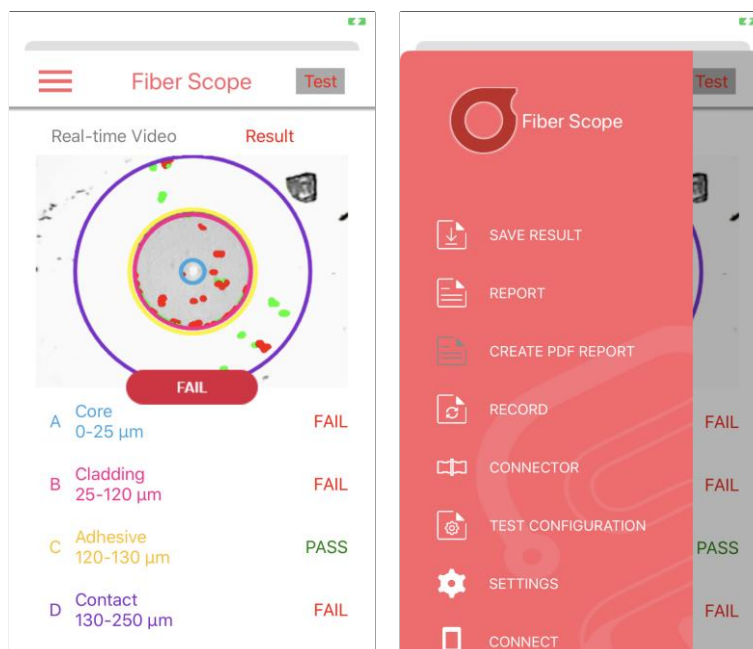 Fiber Scope
Test
Real-time Video
Result
FAIL
A
Core
0-25 µm
FAIL
B
Cladding
25-120 µm
FAIL
C
Adhesive
120-130 µm
PASS
D
Contact
130-250 µm
FAIL
Fiber Scope
Test
SAVE RESULT
REPORT
CREATE PDF REPORT
RECORD
FAIL
CONNECTOR
FAIL
TEST CONFIGURATION
PASS
SETTINGS
FAIL
CONNECT